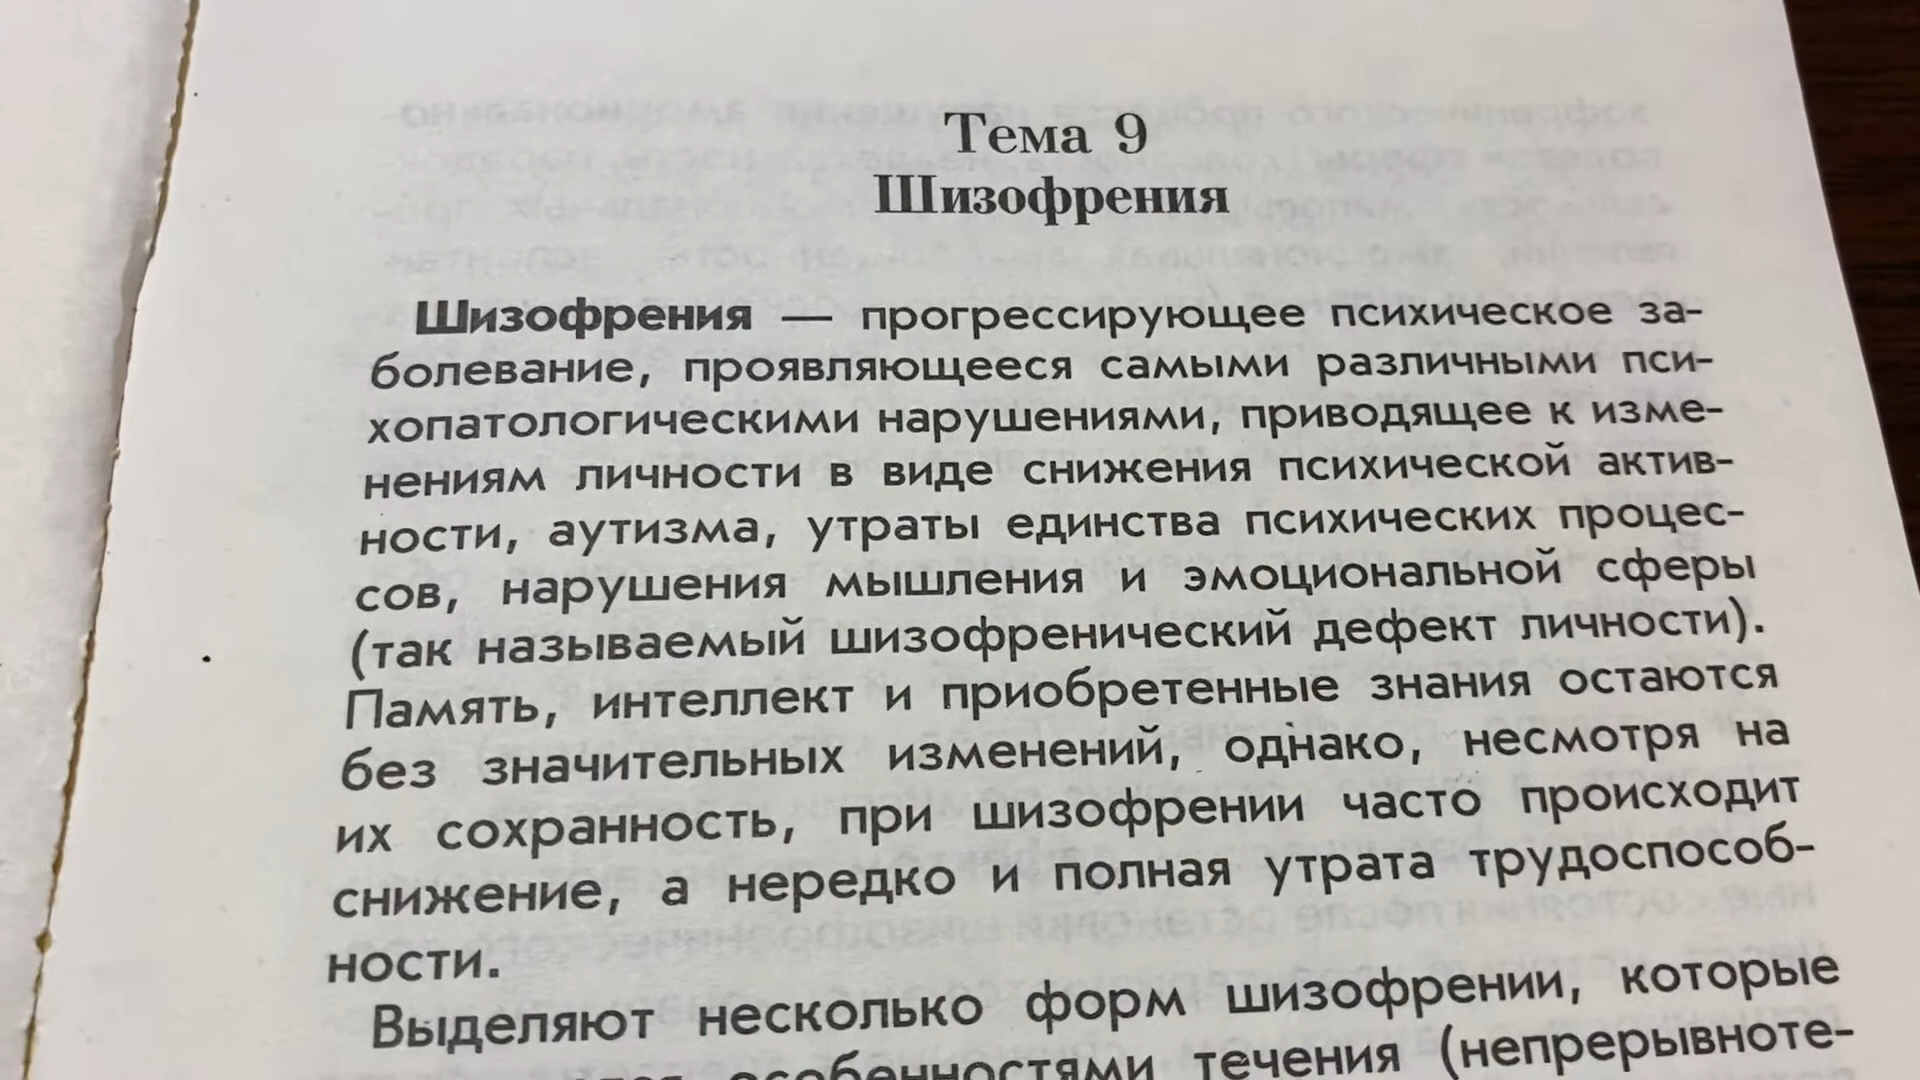 Тема 9
Шизофрения
Шизофрения — прогрессирующее психическое за-
болевание, проявляющееся самыми различными пси-
хопатологическими нарушениями, приводящее к изме-
нениям личности в виде снижения психической актив-
ности, аутизма, утраты единства психических процес-
сов, нарушения мышления и эмоциональной сферы
(так называемый шизофренический дефект личности).
Память, интеллект и приобретенные знания остаются
без значительных изменений, однако, несмотря на
их сохранность, при шизофрении часто происходит
снижение, а нередко и полная утрата трудоспособ-
ности.
Выделяют несколько форм шизофрении, которые
особенностями течения (непрерывноте-